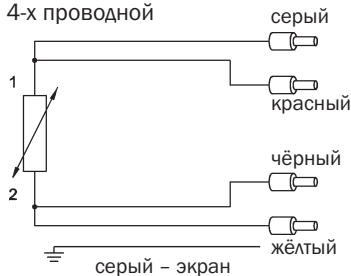 4-х проводной
серый
1
красный
чёрный
2
жёлтый
серый – экран